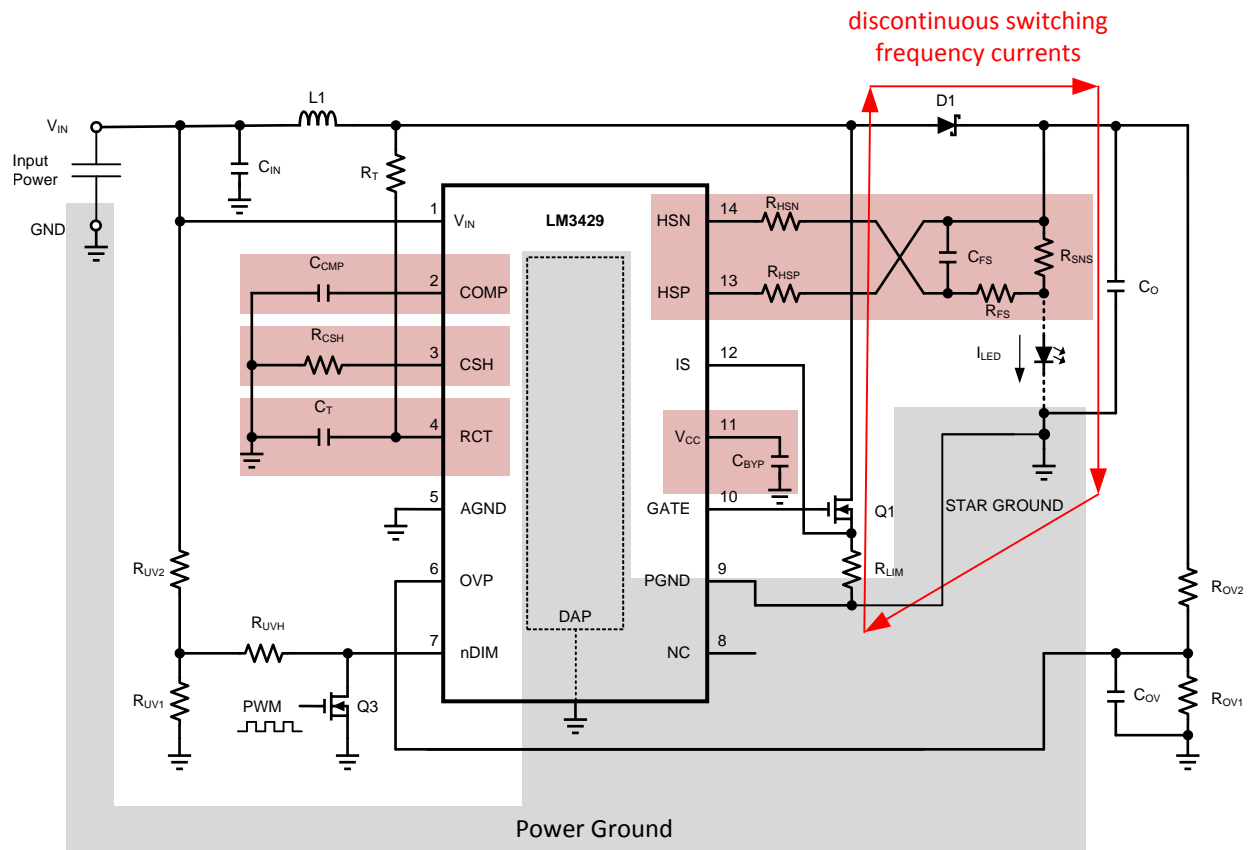 discontinuous switching
frequency currents
L1
D1
VIN
Input
Power
CIN
RT
GND
1
VIN
LM3429
HSN
14
RHSN
CFS
RSNS
CCMP
2
COMP
HSP
13
RHSP
RFS
CO
RCSH
3
CSH
IS
12
ILED
CT
4
RCT
VCC
11
CBYP
5
AGND
GATE
10
Q1
STAR GROUND
RUV2
6
OVP
PGND
9
RLIM
ROV2
DAP
RUVH
7
nDIM
NC
8
RUV1
PWM
Q3
COV
ROV1
Power Ground